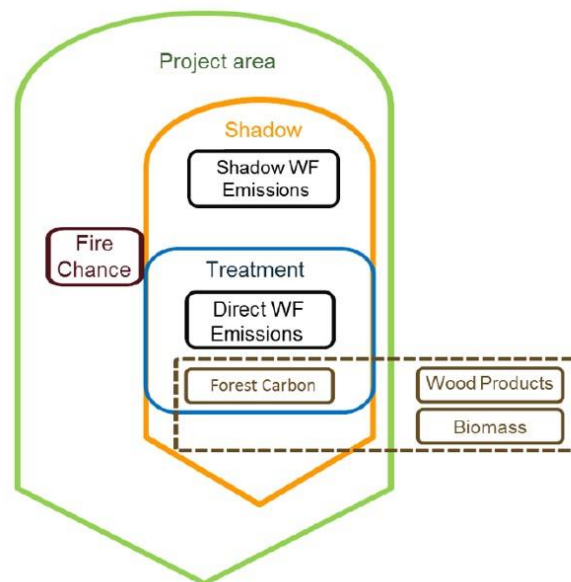 Project area
Shadow
Shadow WF
Emissions
Fire
Chance
Treatment
Direct WF
Emissions
Forest Carbon
Wood Products
Biomass